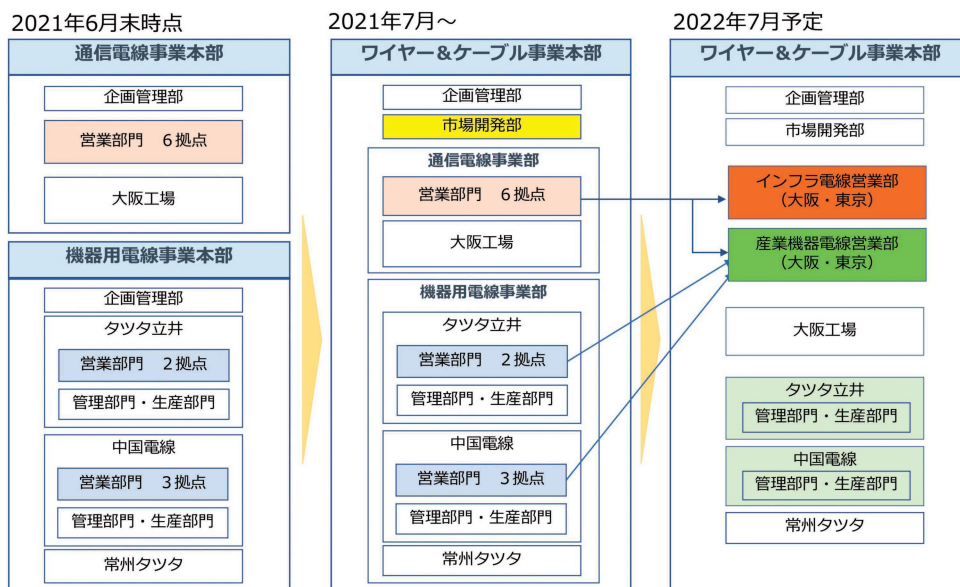 2021年6月末時点
通信電線事業本部
企画管理部
営業部門　6拠点
大阪工場
機器用電線事業本部
企画管理部
タツタ立井
営業部門　2拠点
管理部門・生産部門
中国電線
営業部門　3拠点
管理部門・生産部門
常州タツタ
2021年7月～
ワイヤー＆ケーブル事業本部
企画管理部
市場開発部
通信電線事業部
営業部門　6拠点
大阪工場
機器用電線事業部
タツタ立井
営業部門　2拠点
管理部門・生産部門
中国電線
営業部門　3拠点
管理部門・生産部門
常州タツタ
2022年7月予定
ワイヤー＆ケーブル事業本部
企画管理部
市場開発部
インフラ電線営業部
（大阪・東京）
産業機器電線営業部
（大阪・東京）
大阪工場
タツタ立井
管理部門・生産部門
中国電線
管理部門・生産部門
常州タツタ